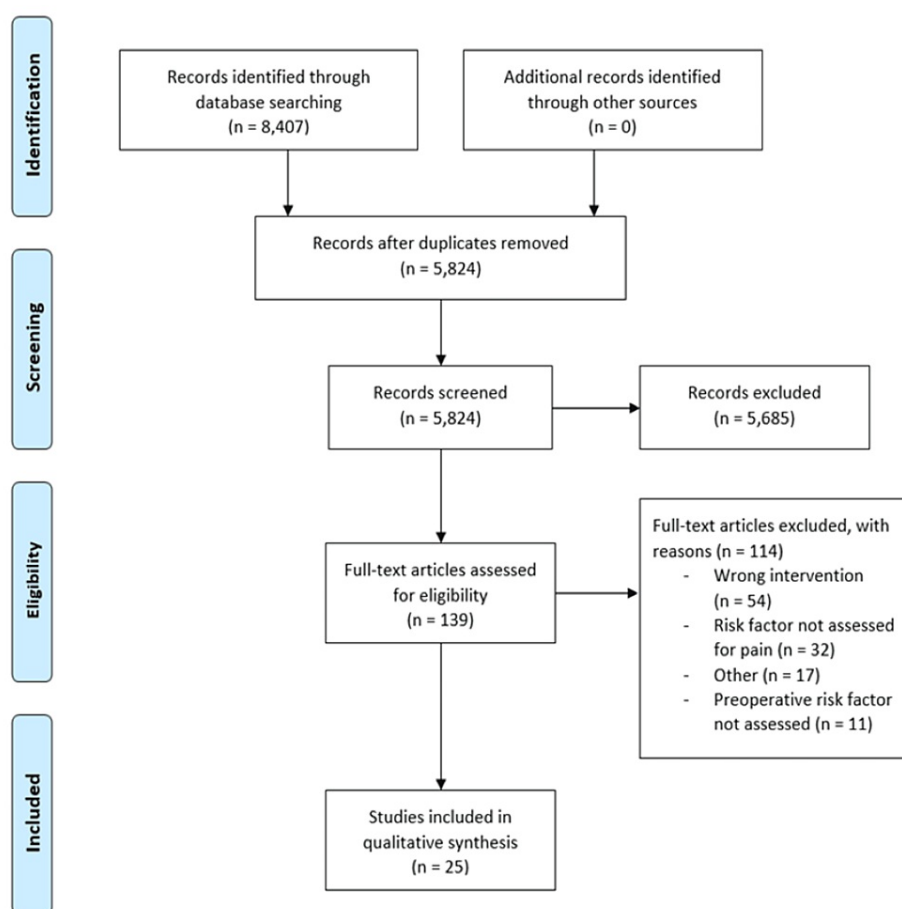 Identification
Records identified through
database searching
(n = 8,407)
Additional records identified
through other sources
(n = 0)
Records after duplicates removed
(n = 5,824)
Screening
Records screened
(n = 5,824)
Records excluded
(n = 5,685)
Eligibility
Full-text articles assessed
for eligibility
(n = 139)
Full-text articles excluded, with
reasons (n = 114)
- Wrong intervention
(n = 54)
- Risk factor not assessed
for pain (n = 32)
- Other (n = 17)
- Preoperative risk factor
not assessed (n = 11)
Included
Studies included in
qualitative synthesis
(n = 25)